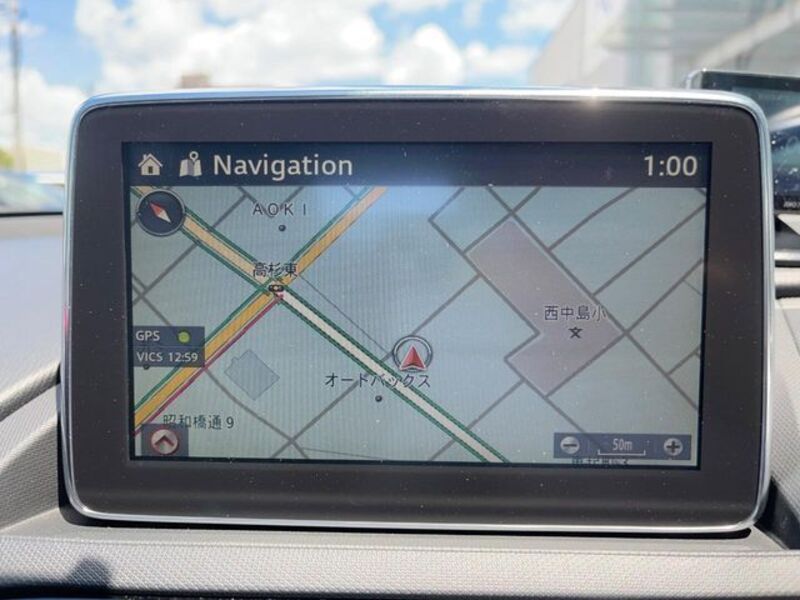 Navigation
1:00
AOKI
高杉東
西中島小
文
GPS
VICS 12:59
オートバックス
昭和橋通9
50m